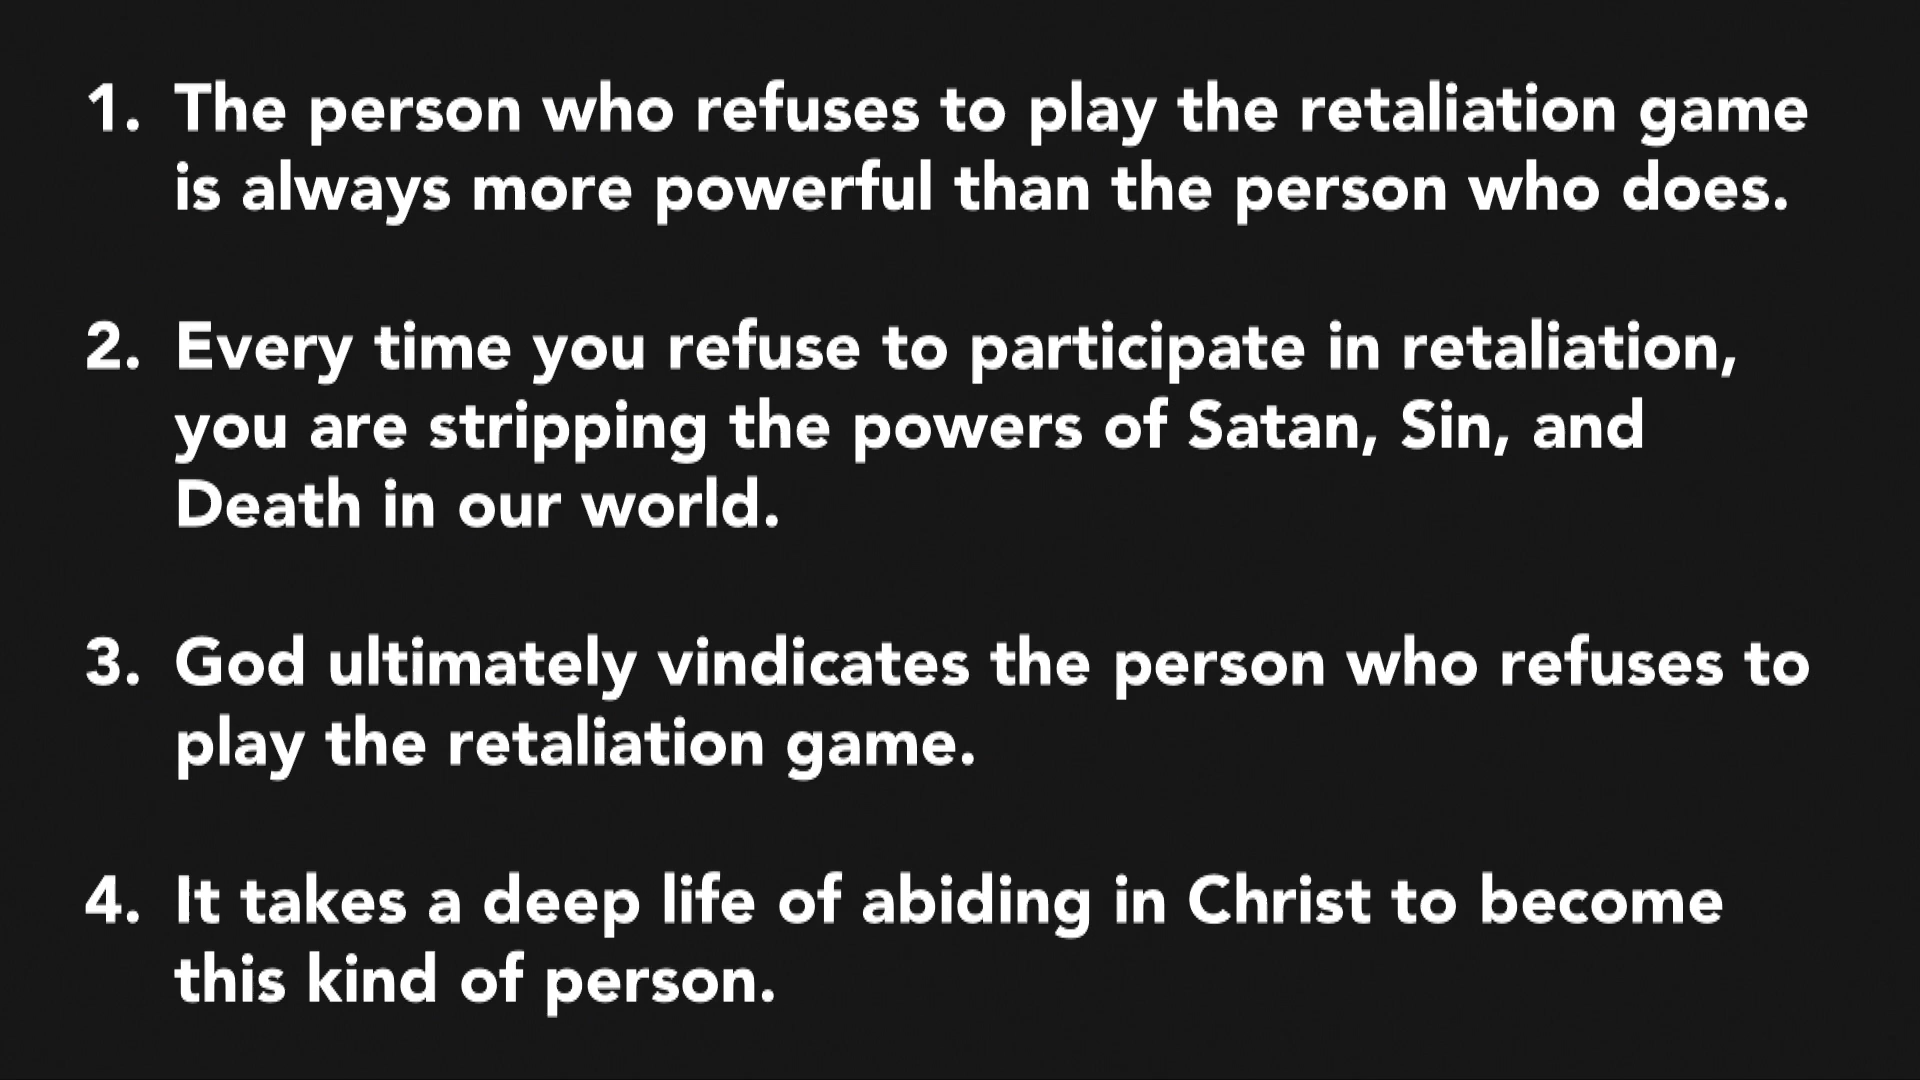 1. The person who refuses to play the retaliation game
is always more powerful than the person who does.
2. Every time you refuse to participate in retaliation,
you are stripping the powers of Satan, Sin, and
Death in our world.
3. God ultimately vindicates the person who refuses to
play the retaliation game.
4. It takes a deep life of abiding in Christ to become
this kind of person.